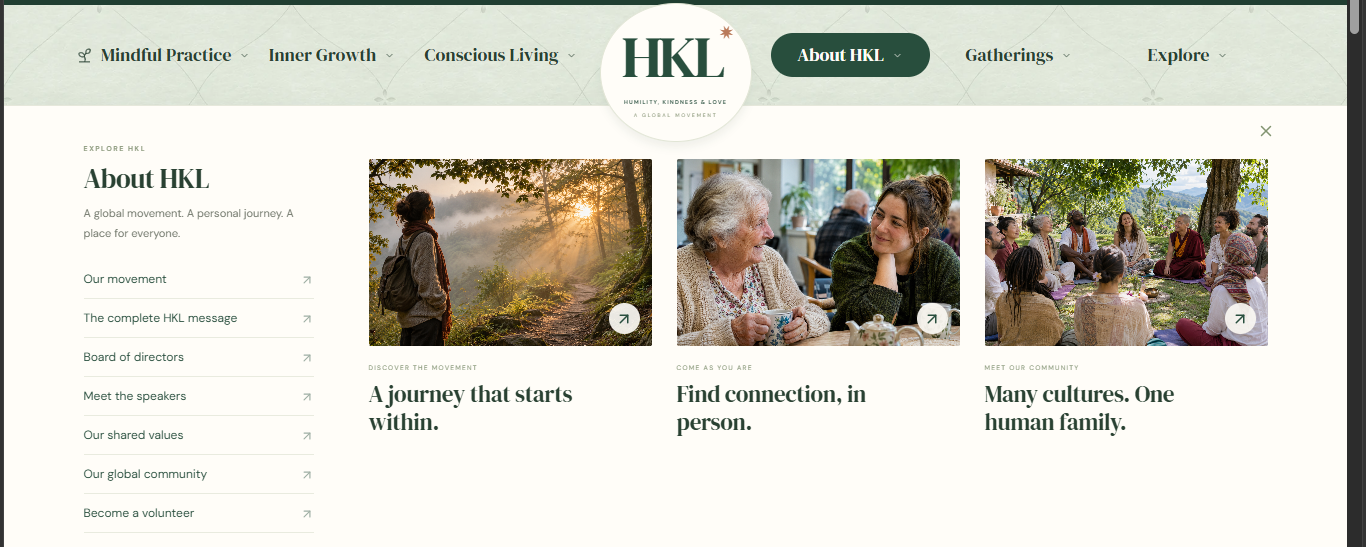 Mindful Practice
Inner Growth
Conscious Living
HKL
HUMILITY, KINDNESS & LOVE
A GLOBAL MOVEMENT
About HKL
Gatherings
Explore
EXPLORE HKL
About HKL
A global movement. A personal journey. A
place for everyone.
Our movement
The complete HKL message
Board of directors
Meet the speakers
Our shared values
Our global community
Become a volunteer
DISCOVER THE MOVEMENT
A journey that starts
within.
COME AS YOU ARE
Find connection, in
person.
MEET OUR COMMUNITY
Many cultures. One
human family.